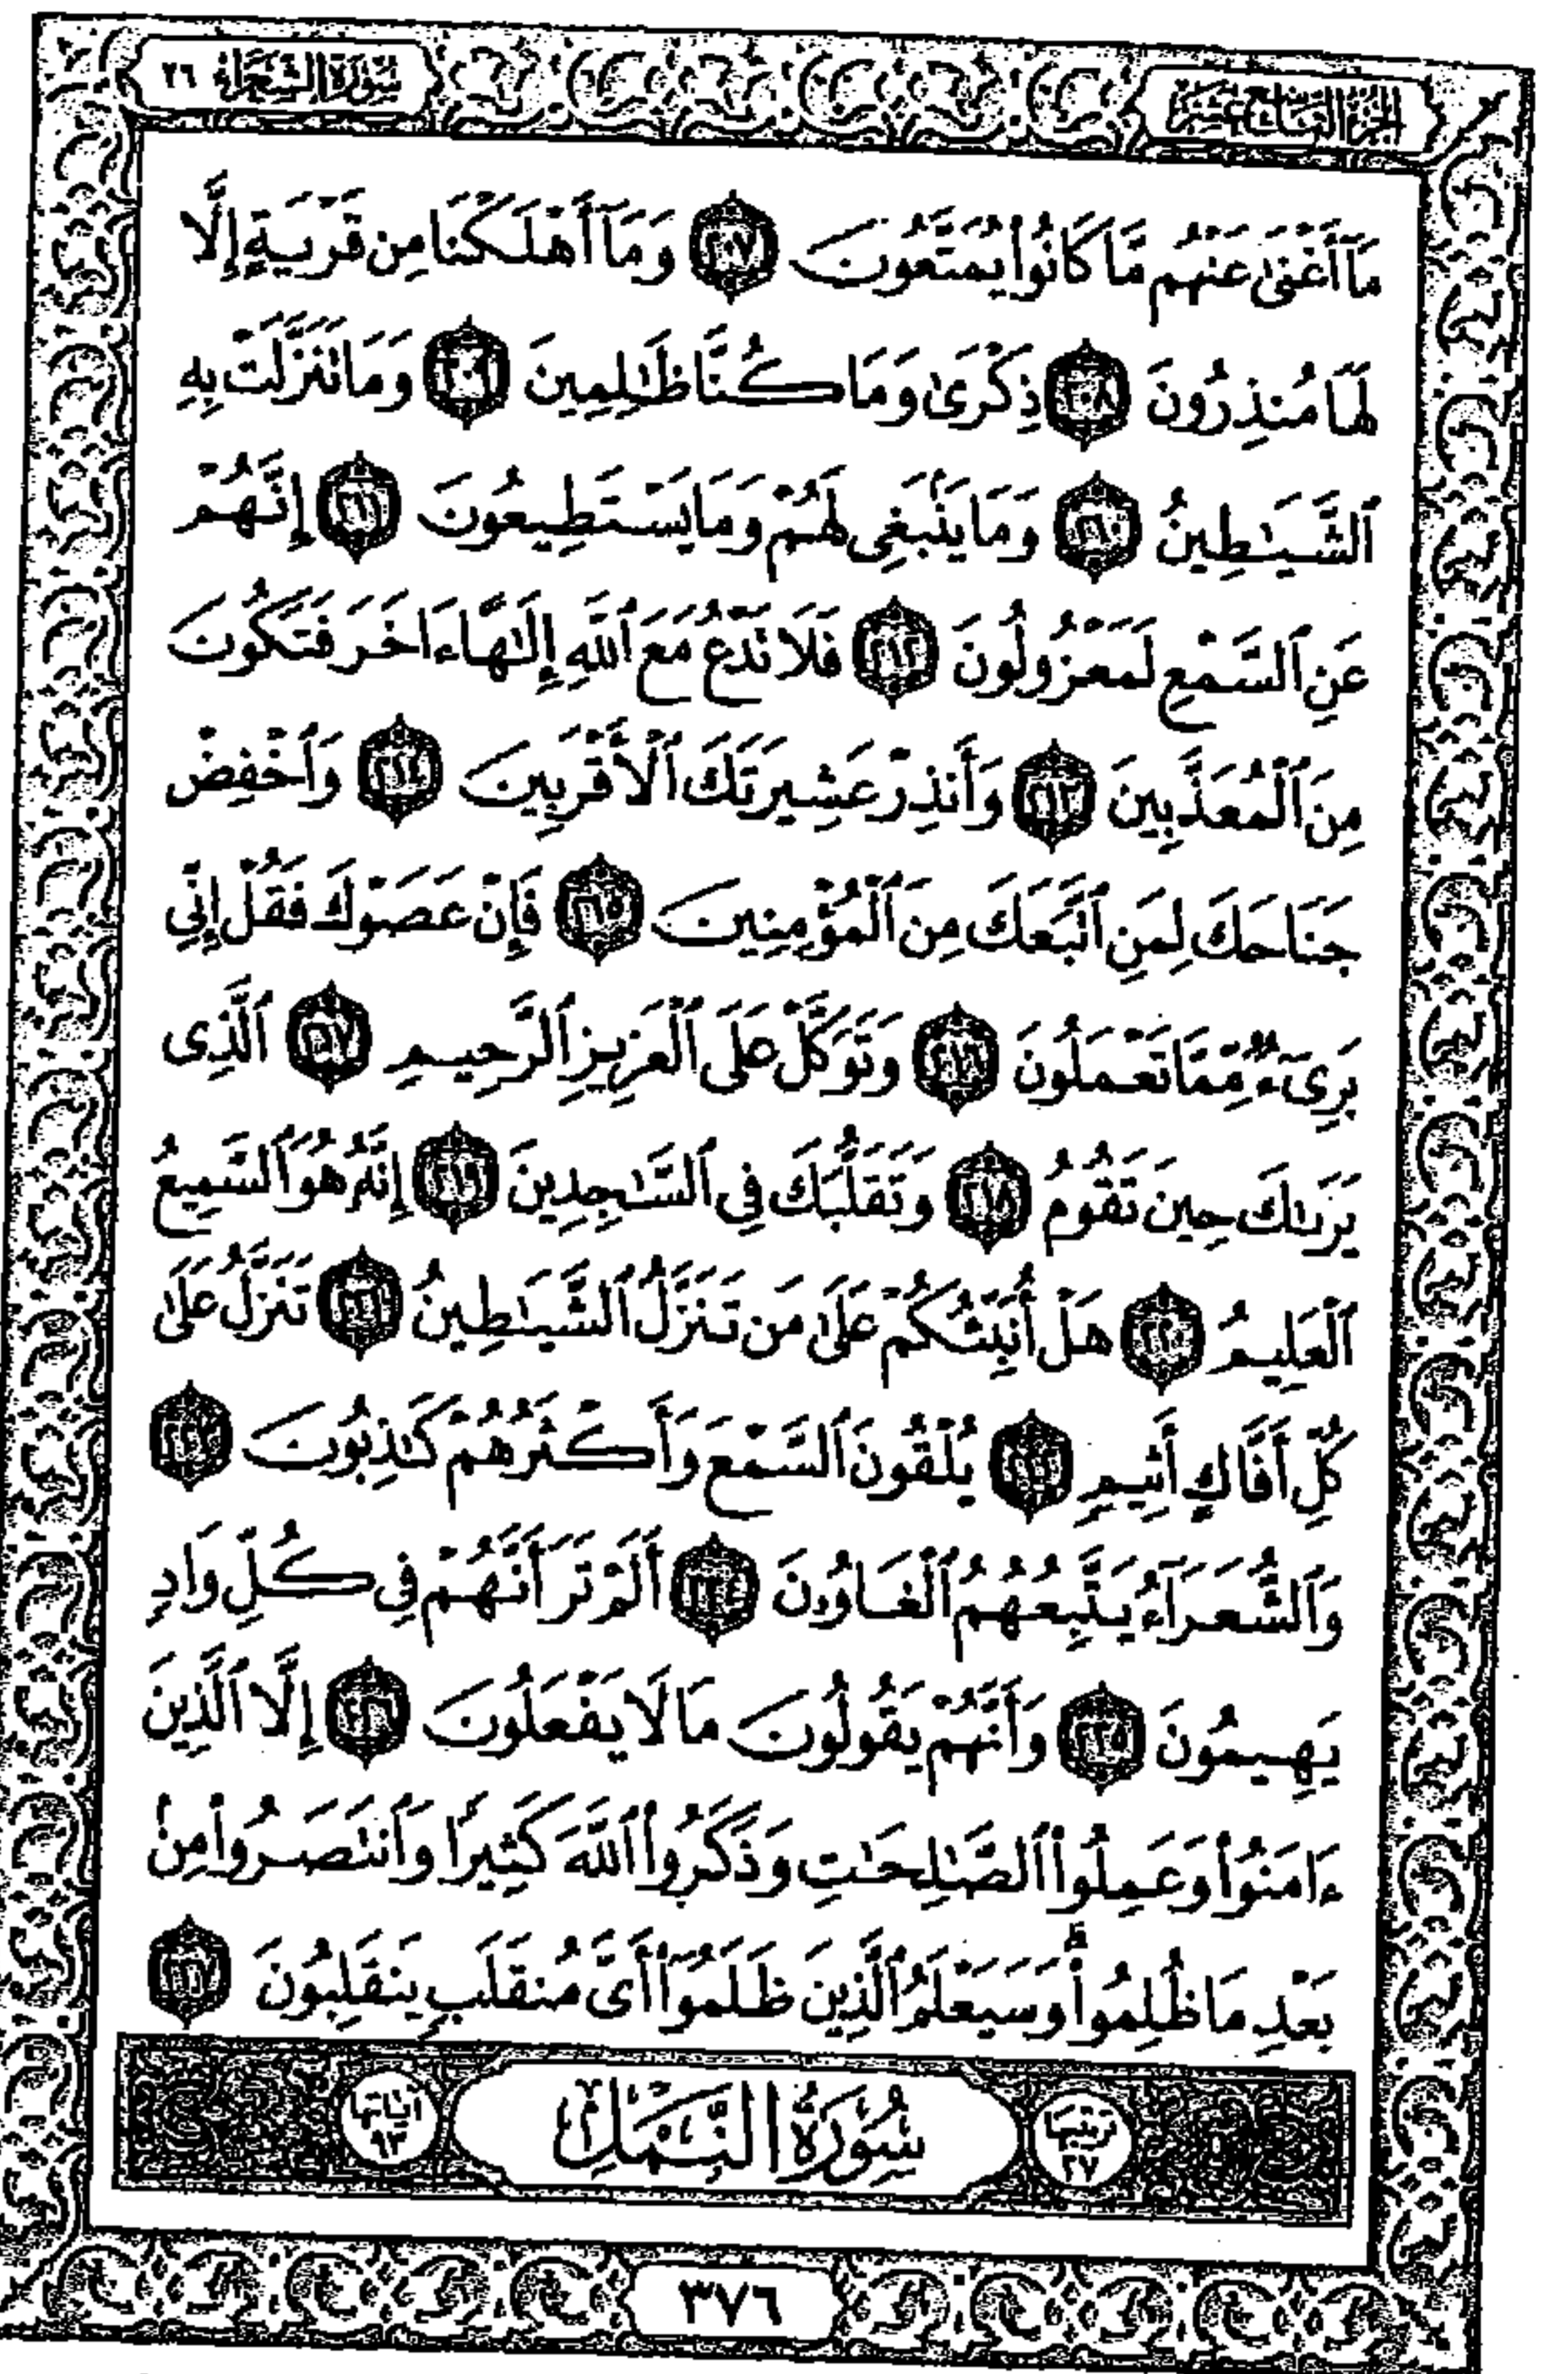 الجزء التاسع عشر
سورة الشعراء ٢٦
مَآ أَغْنَىٰ عَنْهُم مَّا كَانُوا۟ يُمَتَّعُونَ ٢٠٧ وَمَآ أَهْلَكْنَا مِن قَرْيَةٍ إِلَّا
لَهَا مُنذِرُونَ ٢٠٨ ذِكْرَىٰ وَمَا كُنَّا ظَٰلِمِينَ ٢٠٩ وَمَا تَنَزَّلَتْ بِهِ
ٱلشَّيَٰطِينُ ٢١٠ وَمَا يَنۢبَغِى لَهُمْ وَمَا يَسْتَطِيعُونَ ٢١١ إِنَّهُمْ
عَنِ ٱلسَّمْعِ لَمَعْزُولُونَ ٢١٢ فَلَا تَدْعُ مَعَ ٱللَّهِ إِلَٰهًا ءَاخَرَ فَتَكُونَ
مِنَ ٱلْمُعَذَّبِينَ ٢١٣ وَأَنذِرْ عَشِيرَتَكَ ٱلْأَقْرَبِينَ ٢١٤ وَٱخْفِضْ
جَنَاحَكَ لِمَنِ ٱتَّبَعَكَ مِنَ ٱلْمُؤْمِنِينَ ٢١٥ فَإِنْ عَصَوْكَ فَقُلْ إِنِّى
بَرِىٓءٌ مِّمَّا تَعْمَلُونَ ٢١٦ وَتَوَكَّلْ عَلَى ٱلْعَزِيزِ ٱلرَّحِيمِ ٢١٧ ٱلَّذِى
يَرَىٰكَ حِينَ تَقُومُ ٢١٨ وَتَقَلُّبَكَ فِى ٱلسَّٰجِدِينَ ٢١٩ إِنَّهُۥ هُوَ ٱلسَّمِيعُ
ٱلْعَلِيمُ ٢٢٠ هَلْ أُنَبِّئُكُمْ عَلَىٰ مَن تَنَزَّلُ ٱلشَّيَٰطِينُ ٢٢١ تَنَزَّلُ عَلَىٰ
كُلِّ أَفَّاكٍ أَثِيمٍ ٢٢٢ يُلْقُونَ ٱلسَّمْعَ وَأَكْثَرُهُمْ كَٰذِبُونَ ٢٢٣
وَٱلشُّعَرَآءُ يَتَّبِعُهُمُ ٱلْغَاوُۥنَ ٢٢٤ أَلَمْ تَرَ أَنَّهُمْ فِى كُلِّ وَادٍ
يَهِيمُونَ ٢٢٥ وَأَنَّهُمْ يَقُولُونَ مَا لَا يَفْعَلُونَ ٢٢٦ إِلَّا ٱلَّذِينَ
ءَامَنُوا۟ وَعَمِلُوا۟ ٱلصَّٰلِحَٰتِ وَذَكَرُوا۟ ٱللَّهَ كَثِيرًا وَٱنتَصَرُوا۟ مِنۢ
بَعْدِ مَا ظُلِمُوا۟ ۗ وَسَيَعْلَمُ ٱلَّذِينَ ظَلَمُوٓا۟ أَىَّ مُنقَلَبٍ يَنقَلِبُونَ ٢٢٧
ترتيبها ٢٧ سُورَةُ النَّمْلِ آياتها ٩٣
٣٧٦